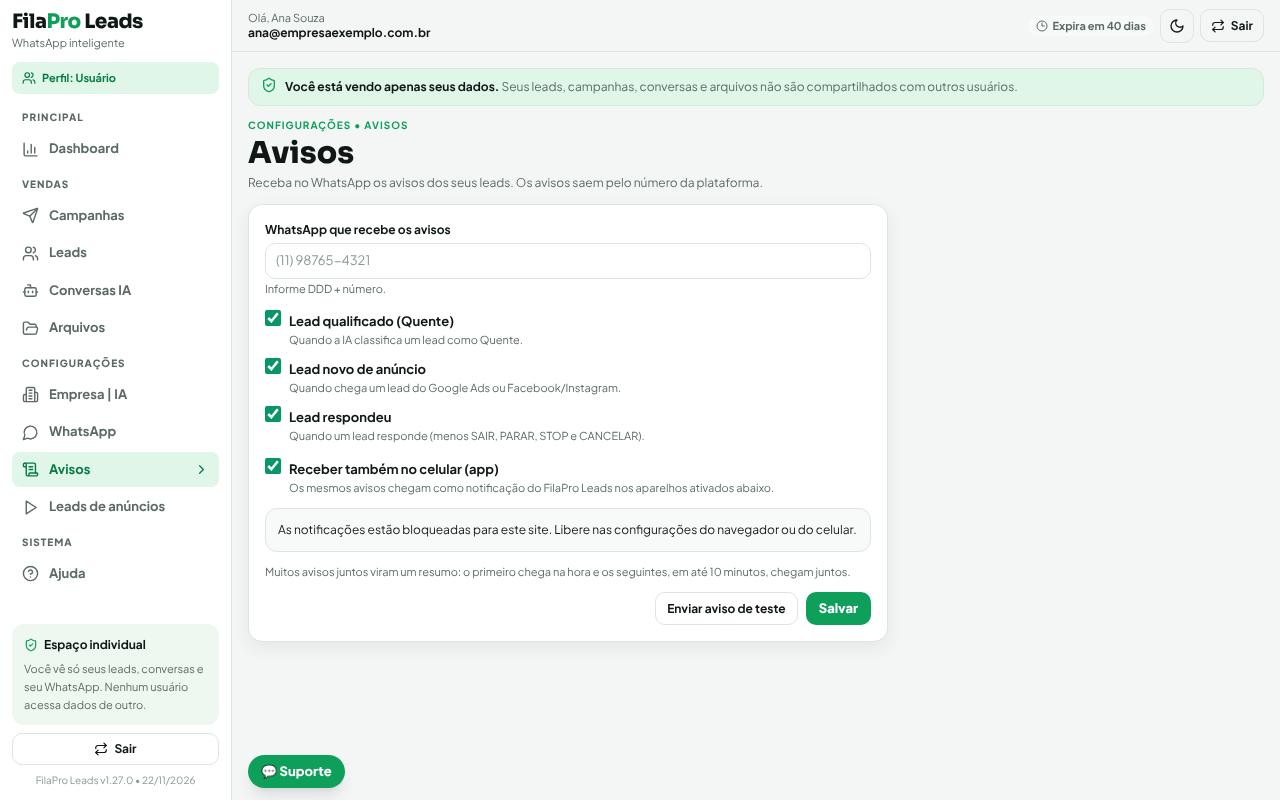 FilaPro Leads
WhatsApp inteligente
Perfil: Usuário
PRINCIPAL
Dashboard
VENDAS
Campanhas
Leads
Conversas IA
Arquivos
CONFIGURAÇÕES
Empresa | IA
WhatsApp
Avisos
Leads de anúncios
SISTEMA
Ajuda
Espaço individual
Você vê só seus leads, conversas e
seu WhatsApp. Nenhum usuário
acessa dados de outro.
Sair
FilaPro Leads v1.27.0 • 22/11/2026
Olá, Ana Souza
ana@empresaexemplo.com.br
Expira em 40 dias
Sair
Você está vendo apenas seus dados. Seus leads, campanhas, conversas e arquivos não são compartilhados com outros usuários.
CONFIGURAÇÕES • AVISOS
Avisos
Receba no WhatsApp os avisos dos seus leads. Os avisos saem pelo número da plataforma.
WhatsApp que recebe os avisos
(11) 98765-4321
Informe DDD + número.
Lead qualificado (Quente)
Quando a IA classifica um lead como Quente.
Lead novo de anúncio
Quando chega um lead do Google Ads ou Facebook/Instagram.
Lead respondeu
Quando um lead responde (menos SAIR, PARAR, STOP e CANCELAR).
Receber também no celular (app)
Os mesmos avisos chegam como notificação do FilaPro Leads nos aparelhos ativados abaixo.
As notificações estão bloqueadas para este site. Libere nas configurações do navegador ou do celular.
Muitos avisos juntos viram um resumo: o primeiro chega na hora e os seguintes, em até 10 minutos, chegam juntos.
Enviar aviso de teste
Salvar
Suporte